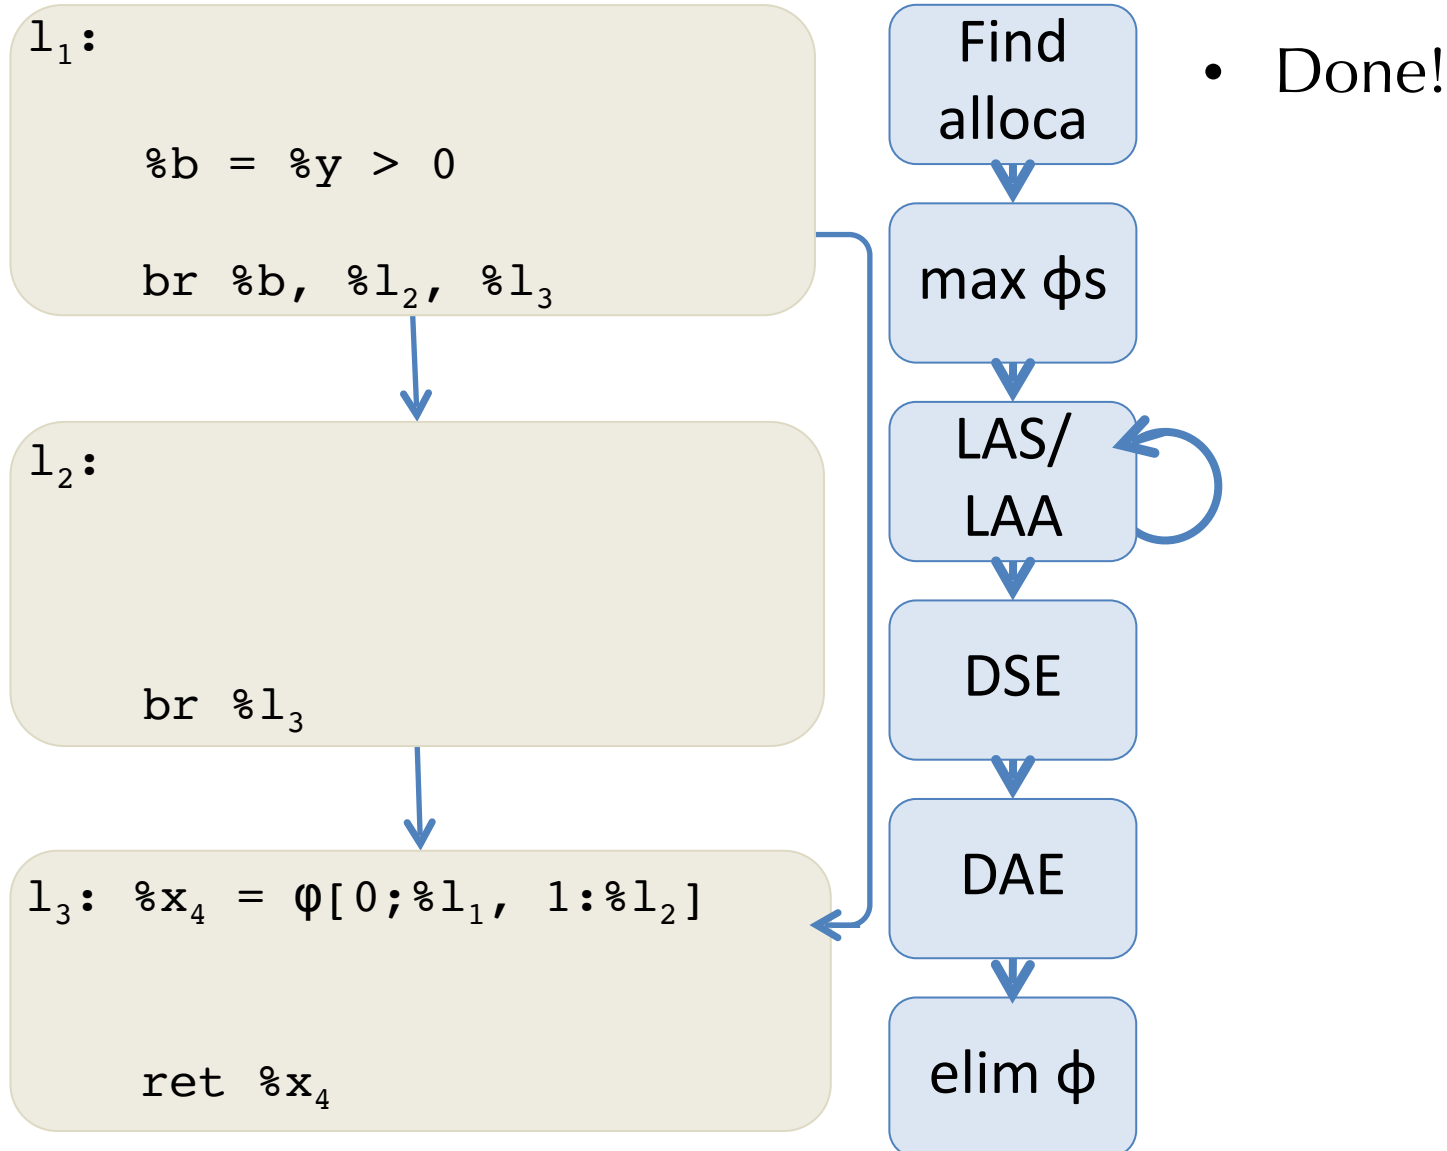 l₁:
%b = %y > 0
br %b, %l₂, %l₃
l₂:
br %l₃
l₃: %x₄ = φ[0;%l₁, 1:%l₂]
ret %x₄
Find
alloca
max φs
LAS/
LAA
DSE
DAE
elim φ
• Done!